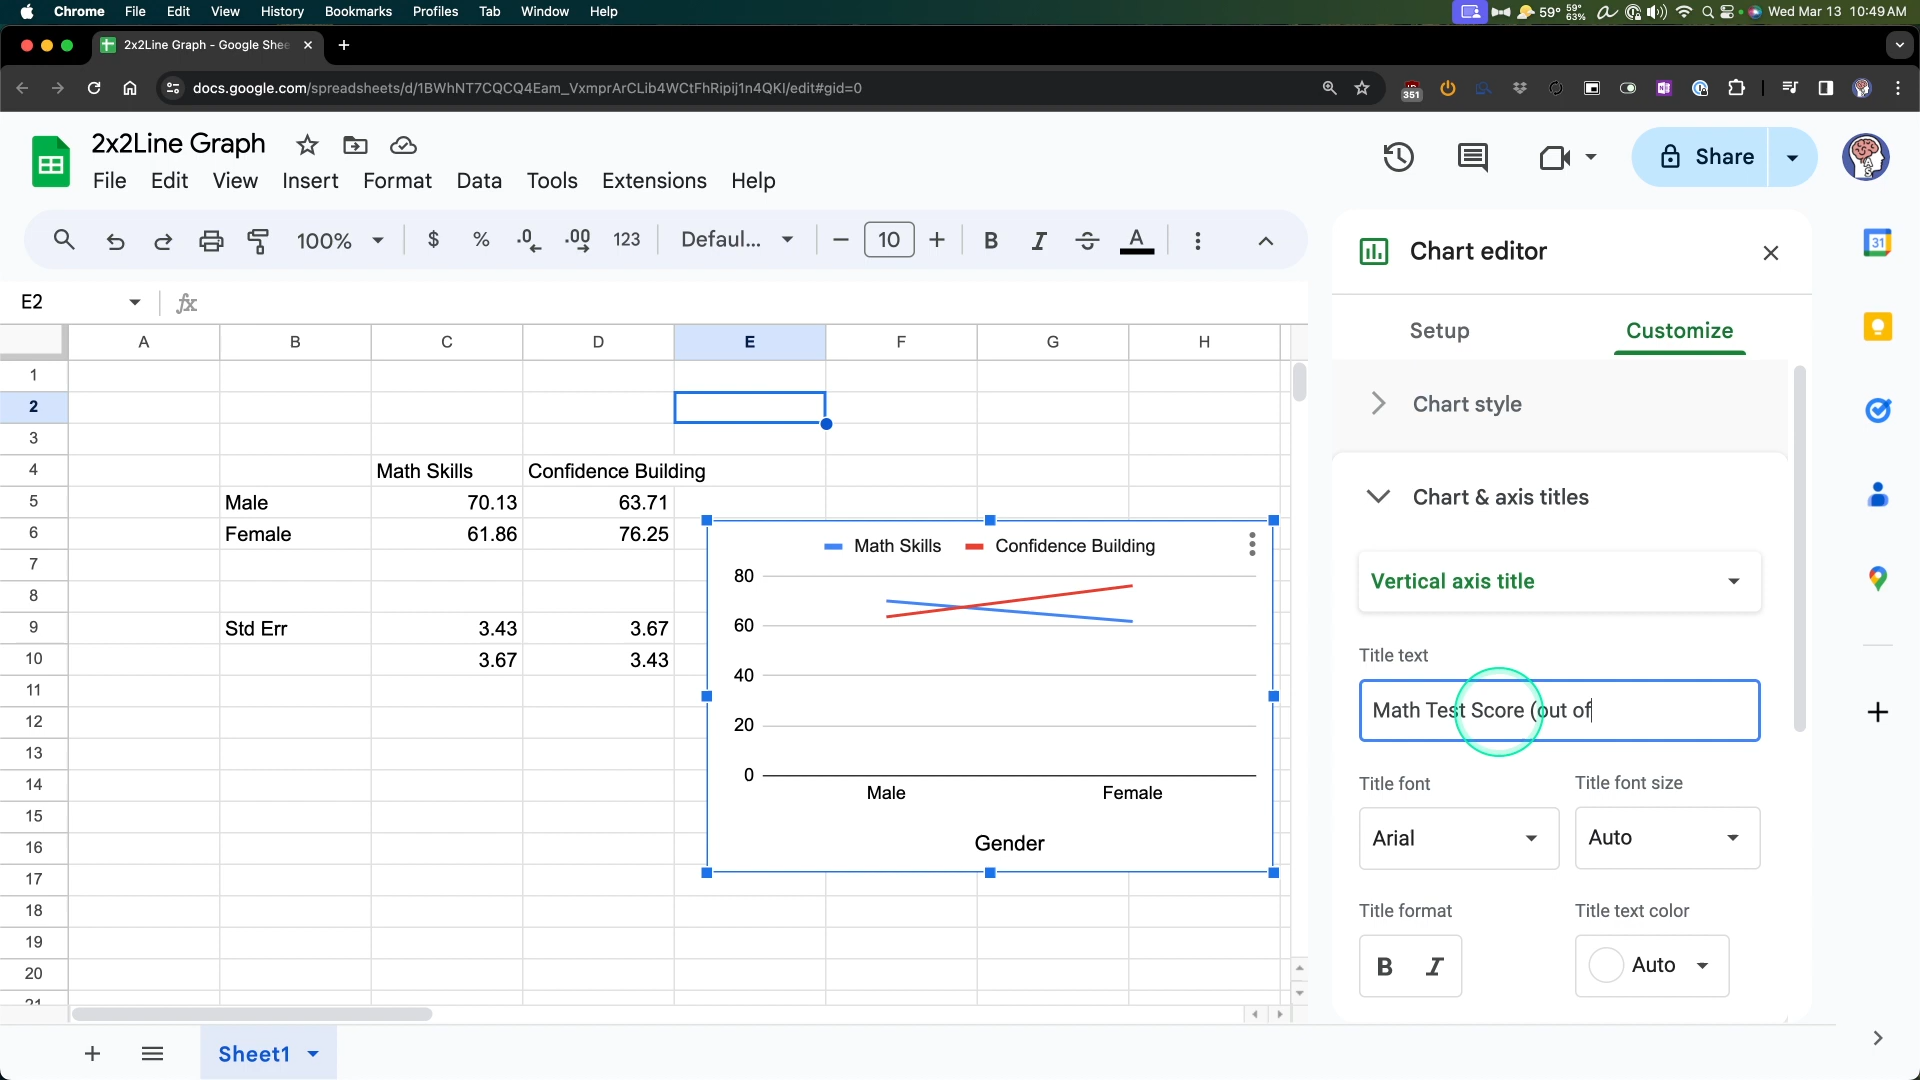 Chrome File Edit View History Bookmarks Profiles Tab Window Help
59° 59° 63% Wed Mar 13 10:49 AM
2x2Line Graph - Google Shee
docs.google.com/spreadsheets/d/1BWhNT7CQCQ4Eam_VxmprArCLib4WCtFhRipij1n4QKI/edit#gid=0
351
2x2Line Graph
File Edit View Insert Format Data Tools Extensions Help
Share
100% $ % .0 .00 123 Defaul... 10 B I A
E2 fx
A B C D E F G H
1
2
3
4 Math Skills Confidence Building
5 Male 70.13 63.71
6 Female 61.86 76.25
7
8
9 Std Err 3.43 3.67
10 3.67 3.43
11
12
13
14
15
16
17
18
19
20
21
Math Skills Confidence Building
80
60
40
20
0
Male Female
Gender
Sheet1
Chart editor
Setup Customize
Chart style
Chart & axis titles
Vertical axis title
Title text
Math Test Score (out of
Title font Title font size
Arial Auto
Title format Title text color
B I Auto
31